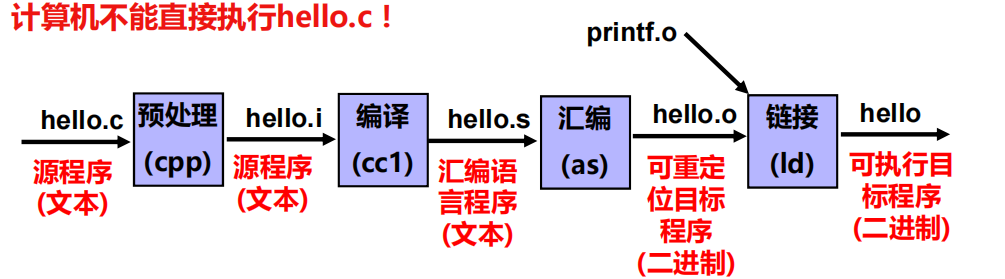 计算机不能直接执行hello.c！
printf.o
hello.c
预处理
(cpp)
hello.i
编译
(cc1)
hello.s
汇编
(as)
hello.o
链接
(ld)
hello
源程序
(文本)
源程序
(文本)
汇编语
言程序
(文本)
可重定
位目标
程序
(二进制)
可执行目
标程序
(二进制)